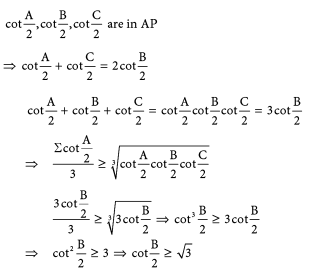 cot A/2, cot B/2, cot C/2 are in AP
⇒ cot A/2 + cot C/2 = 2cot B/2
cot A/2 + cot B/2 + cot C/2 = cot A/2 cot B/2 cot C/2 = 3cot B/2
⇒ (Σcot A/2)/3 ≥ ∛(cot A/2 cot B/2 cot C/2)
(3cot B/2)/3 ≥ ∛(3cot B/2) ⇒ cot³ B/2 ≥ 3cot B/2
⇒ cot² B/2 ≥ 3 ⇒ cot B/2 ≥ √3